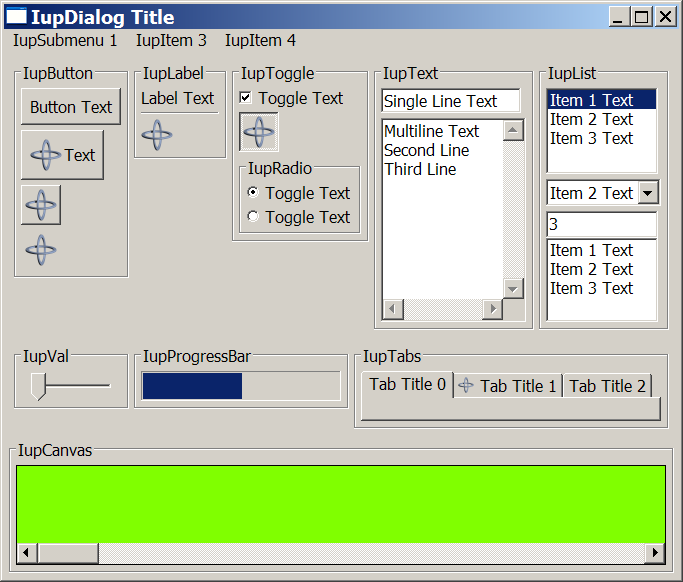 IupDialog Title
IupSubmenu 1 IupItem 3 IupItem 4
IupButton
Button Text
Text
IupLabel
Label Text
IupToggle
Toggle Text
IupRadio
Toggle Text
Toggle Text
IupText
Single Line Text
Multiline Text
Second Line
Third Line
IupList
Item 1 Text
Item 2 Text
Item 3 Text
Item 2 Text
3
Item 1 Text
Item 2 Text
Item 3 Text
IupVal
IupProgressBar
IupTabs
Tab Title 0 Tab Title 1 Tab Title 2
IupCanvas